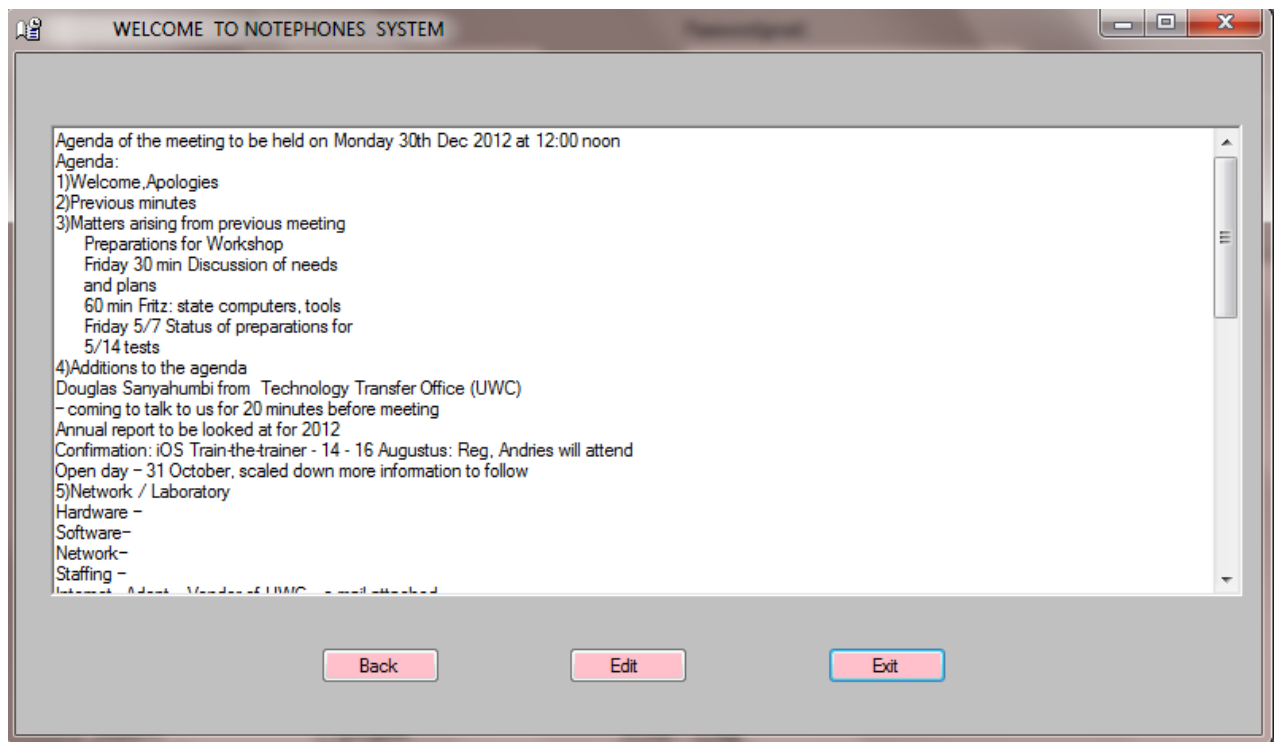 WELCOME TO NOTEPHONES SYSTEM
Agenda of the meeting to be held on Monday 30th Dec 2012 at 12:00 noon
Agenda:
1)Welcome,Apologies
2)Previous minutes
3)Matters arising from previous meeting
Preparations for Workshop
Friday 30 min Discussion of needs
and plans
60 min Fritz: state computers, tools
Friday 5/7 Status of preparations for
5/14 tests
4)Additions to the agenda
Douglas Sanyahumbi from Technology Transfer Office (UWC)
– coming to talk to us for 20 minutes before meeting
Annual report to be looked at for 2012
Confirmation: iOS Train-the-trainer - 14 - 16 Augustus: Reg, Andries will attend
Open day – 31 October, scaled down more information to follow
5)Network / Laboratory
Hardware –
Software–
Network–
Staffing –
Back Edit Exit